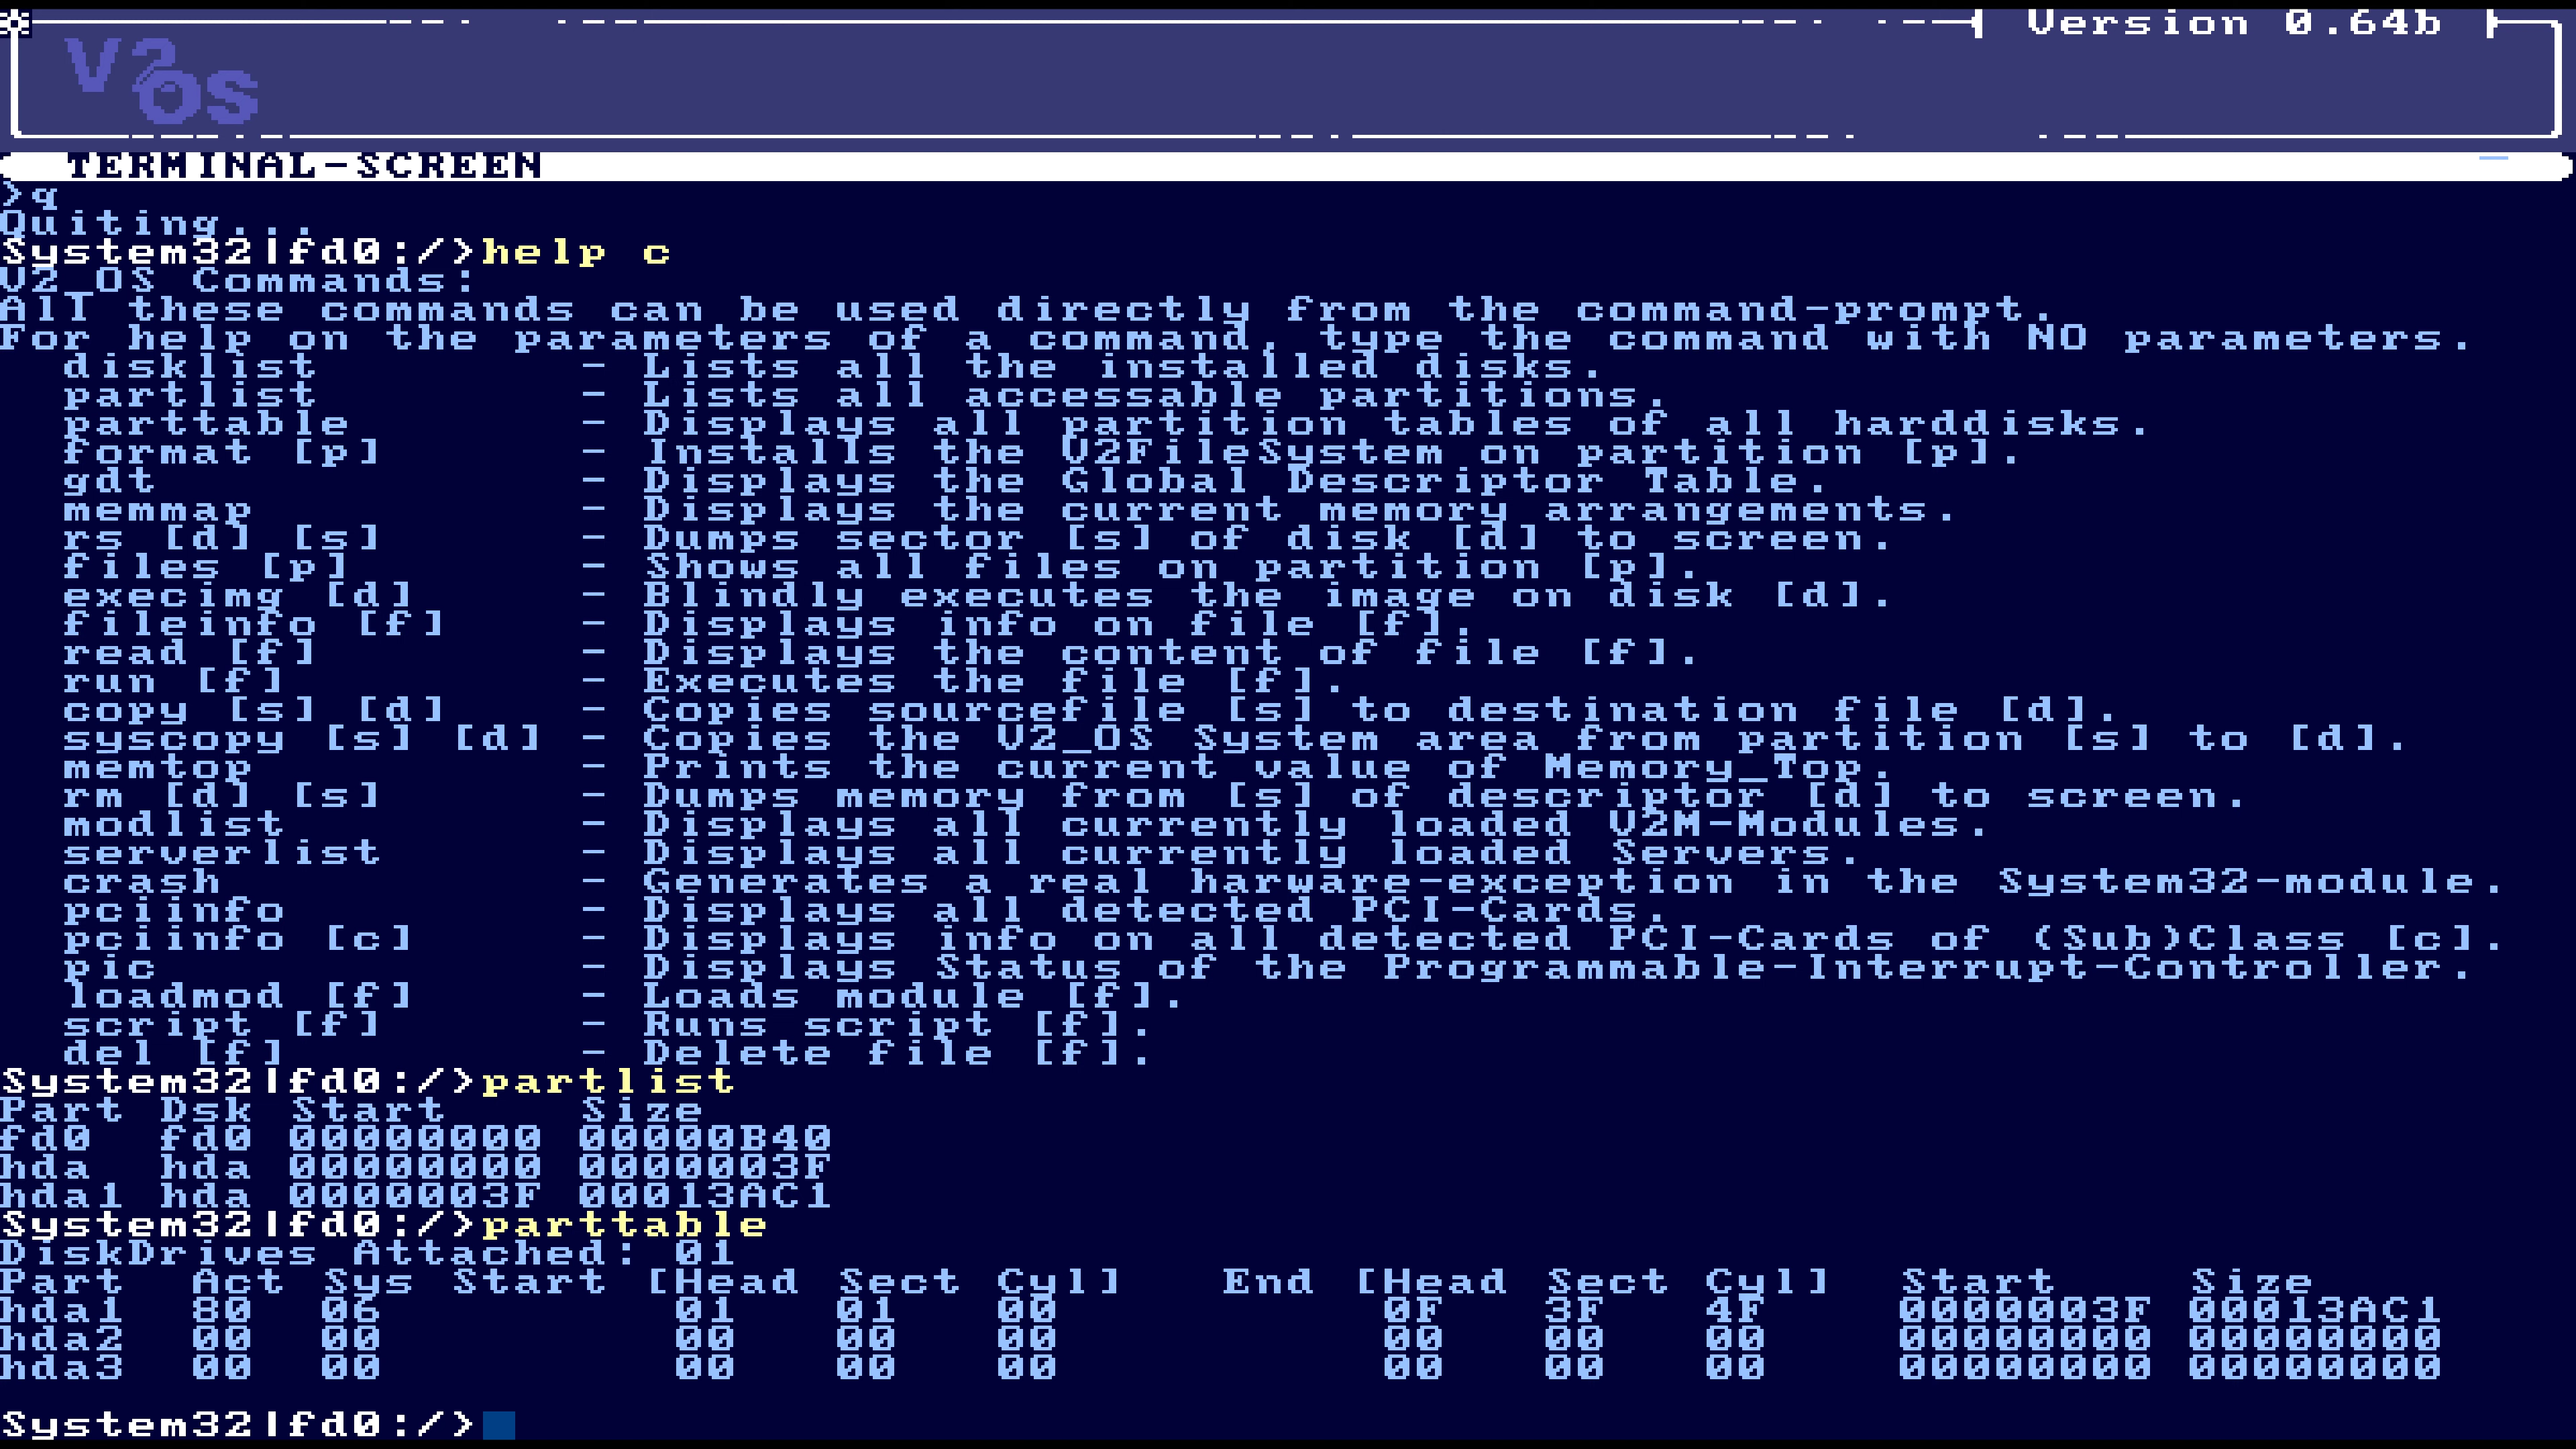 Version 0.64b
V2os
TERMINAL-SCREEN
>q
Quiting...
System32|fd0:/>help c
V2_OS Commands:
All these commands can be used directly from the command-prompt.
For help on the parameters of a command, type the command with NO parameters.
disklist - Lists all the installed disks.
partlist - Lists all accessable partitions.
parttable - Displays all partition tables of all harddisks.
format [p] - Installs the V2FileSystem on partition [p].
gdt - Displays the Global Descriptor Table.
memmap - Displays the current memory arrangements.
rs [d] [s] - Dumps sector [s] of disk [d] to screen.
files [p] - Shows all files on partition [p].
execimg [d] - Blindly executes the image on disk [d].
fileinfo [f] - Displays info on file [f].
read [f] - Displays the content of file [f].
run [f] - Executes the file [f].
copy [s] [d] - Copies sourcefile [s] to destination file [d].
syscopy [s] [d] - Copies the V2_OS System area from partition [s] to [d].
memtop - Prints the current value of Memory_Top.
rm [d] [s] - Dumps memory from [s] of descriptor [d] to screen.
modlist - Displays all currently loaded V2M-Modules.
serverlist - Displays all currently loaded Servers.
crash - Generates a real harware-exception in the System32-module.
pciinfo - Displays all detected PCI-Cards.
pciinfo [c] - Displays info on all detected PCI-Cards of (Sub)Class [c].
pic - Displays Status of the Programmable-Interrupt-Controller.
loadmod [f] - Loads module [f].
script [f] - Runs script [f].
del [f] - Delete file [f].
System32|fd0:/>partlist
Part Dsk Start Size
fd0 fd0 00000000 00000B40
hda hda 00000000 0000003F
hda1 hda 0000003F 00013AC1
System32|fd0:/>parttable
DiskDrives Attached: 01
Part Act Sys Start [Head Sect Cyl] End [Head Sect Cyl] Start Size
hda1 80 06 01 01 00 0F 3F 4F 0000003F 00013AC1
hda2 00 00 00 00 00 00 00 00 00000000 00000000
hda3 00 00 00 00 00 00 00 00 00000000 00000000
System32|fd0:/>